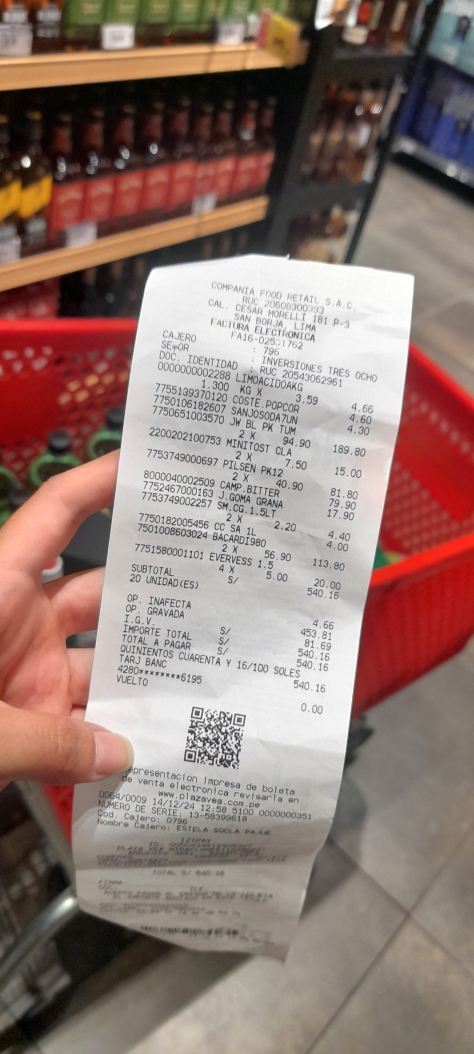 COMPANIA FOOD RETAIL S.A.C.
RUC 20608300393
CAL. CESAR MORELLI 181 P-3
SAN BORJA, LIMA
FACTURA ELECTRONICA
CAJERO : 796
SEÑOR : INVERSIONES TRES OCHO
DOC. IDENTIDAD : RUC 20543062961
0000000002288 LIMOACIDOAKG
1.300 KG X 3.59 4.66
7755139370120 COSTE.POPCOR 4.60
7750106182607 SANJOSODA7UN 4.30
7750651003570 JW BL PK TUM
2 X 94.90 189.80
2200202100753 MINITOST CLA
2 X 7.50 15.00
7753749000697 PILSEN PK12
2 X 40.90 81.80
8000040002509 CAMP.BITTER 79.90
7752467000163 J.GOMA GRANA 17.90
7753749002257 SM.CG.1.5LT
2 X 2.20 4.40
7750182005456 CC SA 1L 4.00
7501008603024 BACARDI980
2 X 56.90 113.80
7751580001101 EVERVESS 1.5
4 X 5.00 20.00
SUBTOTAL S/ 540.16
20 UNIDAD(ES)
OP. INAFECTA 4.66
OP. GRAVADA 453.81
I.G.V. S/ 81.69
IMPORTE TOTAL S/ 540.16
TOTAL A PAGAR S/ 540.16
QUINIENTOS CUARENTA Y 16/100 SOLES
TARJ BANC 540.16
4280********6195
VUELTO 0.00
epresentacion impresa de boleta
de venta electronica revisarla en
www.plazavea.com.pe
0064/0009 14/12/24 12:58 5100 0000000351
NUMERO DE SERIE: 13-58399618
Cod. Cajero: 0796
Nombre Cajero: ESTELA
IZIPAY
TOTAL S/ 540.16
FIRMA